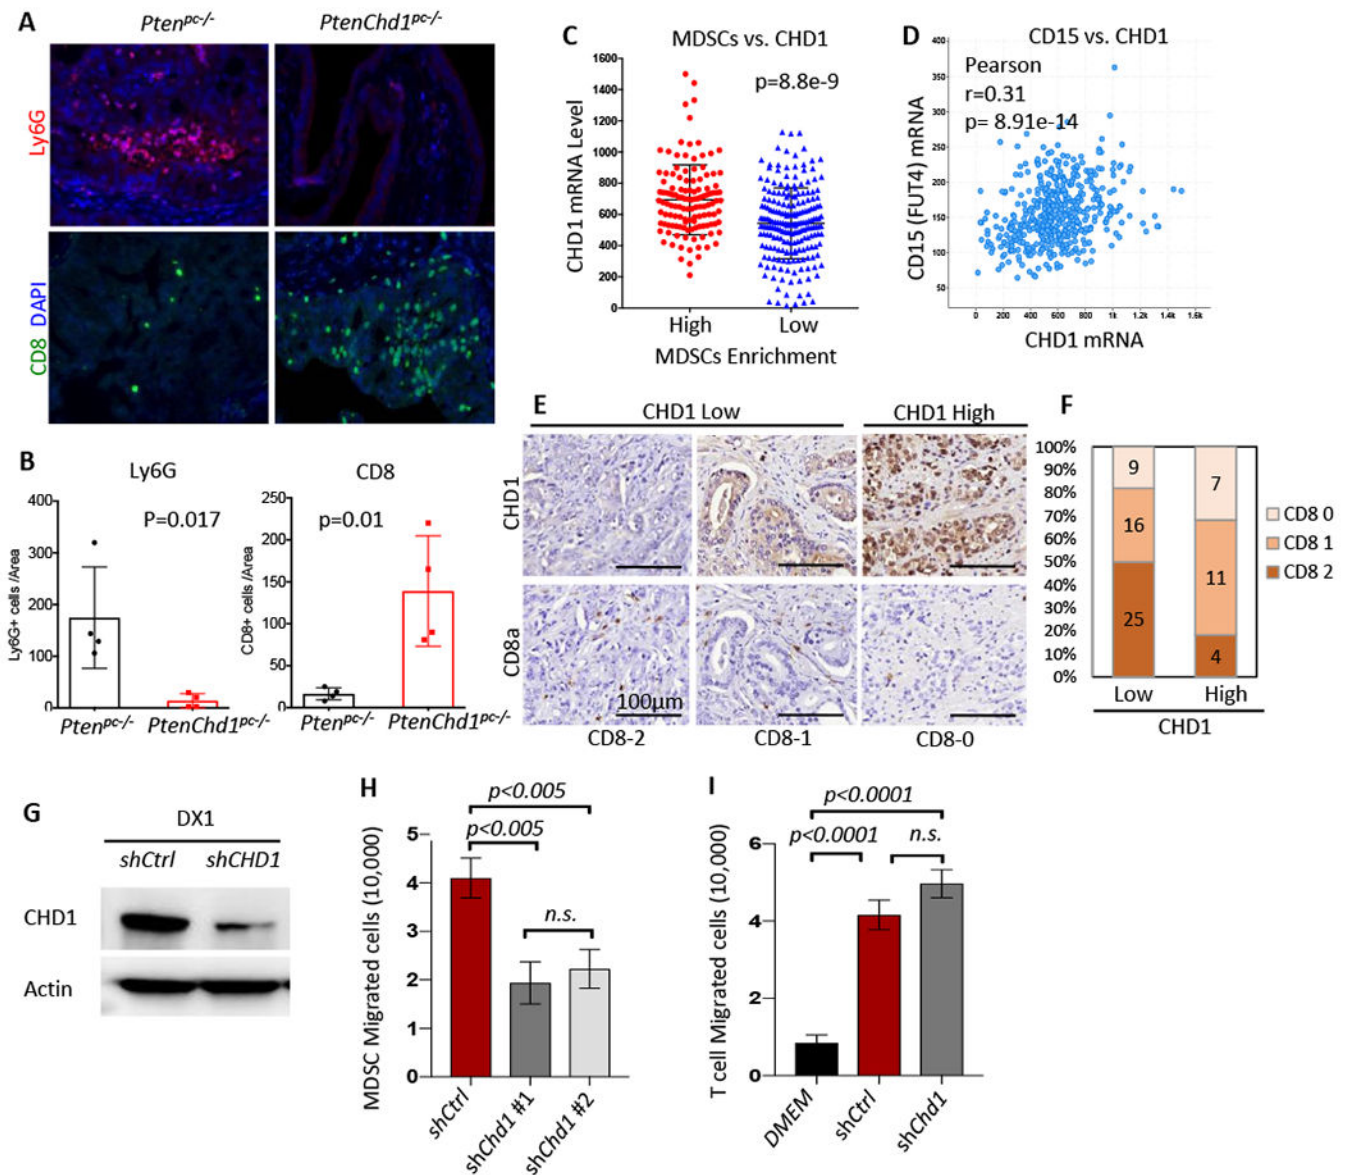 A
Pten^pc-/-
PtenChd1^pc-/-
Ly6G
CD8 DAPI
B
Ly6G
P=0.017
Ly6G+ cells /Area
400
300
200
100
0
Pten^pc-/-
PtenChd1^pc-/-
CD8
p=0.01
CD8+ cells /Area
250
200
150
100
50
0
Pten^pc-/-
PtenChd1^pc-/-
C
MDSCs vs. CHD1
p=8.8e-9
CHD1 mRNA Level
1600
1400
1200
1000
800
600
400
200
0
High
Low
MDSCs Enrichment
D
CD15 vs. CHD1
Pearson
r=0.31
p= 8.91e-14
CD15 (FUT4) mRNA
400
350
300
250
200
150
100
50
0 200 400 600 800 1k 1.2k 1.4k 1.6k
CHD1 mRNA
E
CHD1 Low
CHD1 High
CHD1
CD8a
100μm
CD8-2
CD8-1
CD8-0
F
100%
90%
80%
70%
60%
50%
40%
30%
20%
10%
0%
9
16
25
7
11
4
CD8 0
CD8 1
CD8 2
Low
High
CHD1
G
DX1
shCtrl
shCHD1
CHD1
Actin
H
p<0.005
p<0.005
n.s.
MDSC Migrated cells (10,000)
5
4
3
2
1
0
shCtrl
shChd1 #1
shChd1 #2
I
p<0.0001
p<0.0001
n.s.
T cell Migrated cells (10,000)
6
4
2
0
DMEM
shCtrl
shChd1